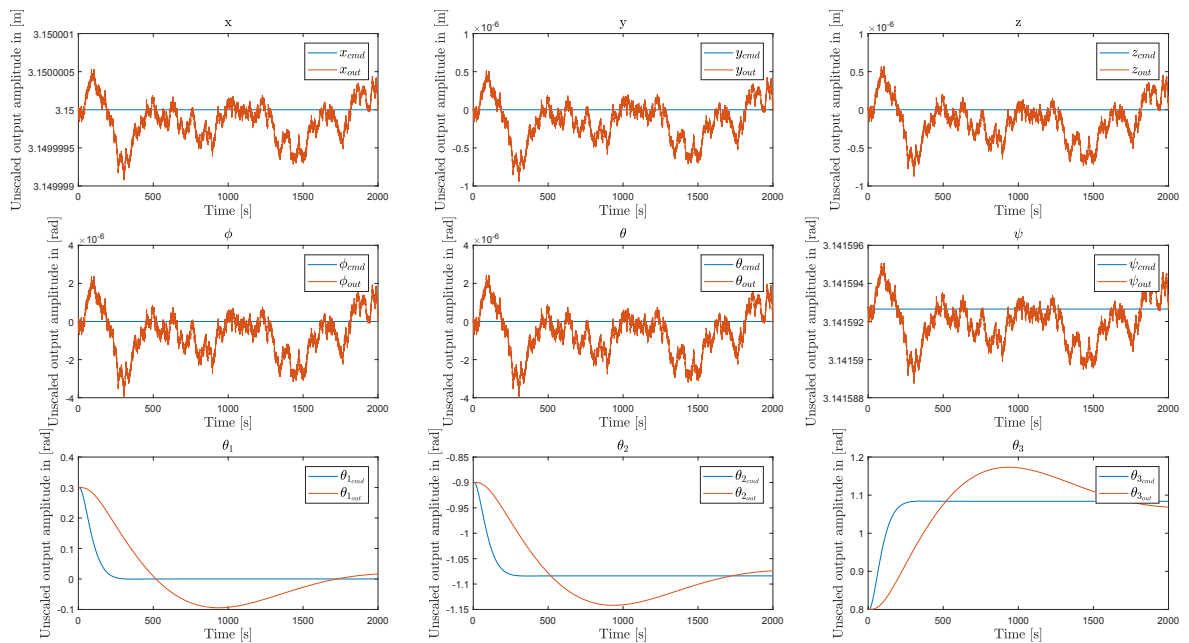 x
Unscaled output amplitude in [m]
3.150001
3.1500005
3.15
3.1499995
3.149999
0 500 1000 1500 2000
Time [s]
x_cmd
x_out
y
×10^-6
Unscaled output amplitude in [m]
1
0.5
0
-0.5
-1
0 500 1000 1500 2000
Time [s]
y_cmd
y_out
z
×10^-6
Unscaled output amplitude in [m]
1
0.5
0
-0.5
-1
0 500 1000 1500 2000
Time [s]
z_cmd
z_out
ϕ
×10^-6
Unscaled output amplitude in [rad]
4
2
0
-2
-4
0 500 1000 1500 2000
Time [s]
ϕ_cmd
ϕ_out
θ
×10^-6
Unscaled output amplitude in [rad]
4
2
0
-2
-4
0 500 1000 1500 2000
Time [s]
θ_cmd
θ_out
ψ
Unscaled output amplitude in [rad]
3.141596
3.141594
3.141592
3.14159
3.141588
0 500 1000 1500 2000
Time [s]
ψ_cmd
ψ_out
θ_1
Unscaled output amplitude in [rad]
0.4
0.3
0.2
0.1
0
-0.1
0 500 1000 1500 2000
Time [s]
θ_1cmd
θ_1out
θ_2
Unscaled output amplitude in [rad]
-0.85
-0.9
-0.95
-1
-1.05
-1.1
-1.15
0 500 1000 1500 2000
Time [s]
θ_2cmd
θ_2out
θ_3
Unscaled output amplitude in [rad]
1.2
1.1
1
0.9
0.8
0 500 1000 1500 2000
Time [s]
θ_3cmd
θ_3out